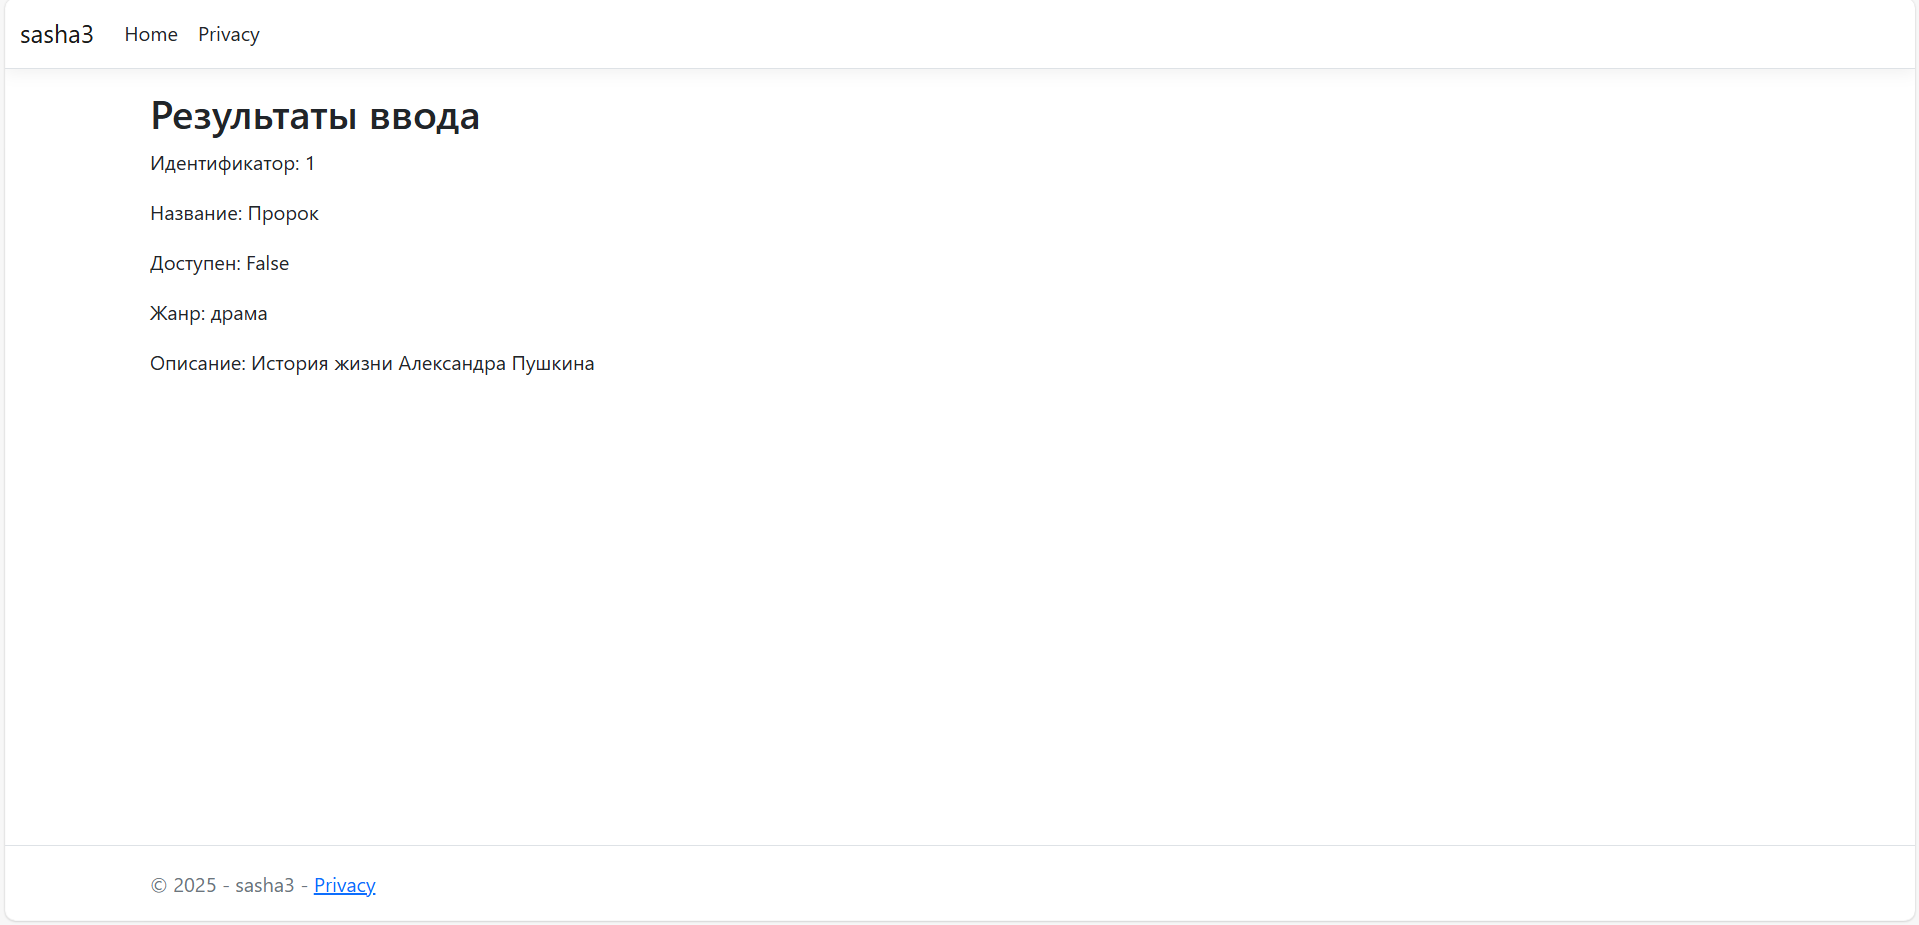 sasha3 Home Privacy
Результаты ввода
Идентификатор: 1
Название: Пророк
Доступен: False
Жанр: драма
Описание: История жизни Александра Пушкина
© 2025 - sasha3 - Privacy